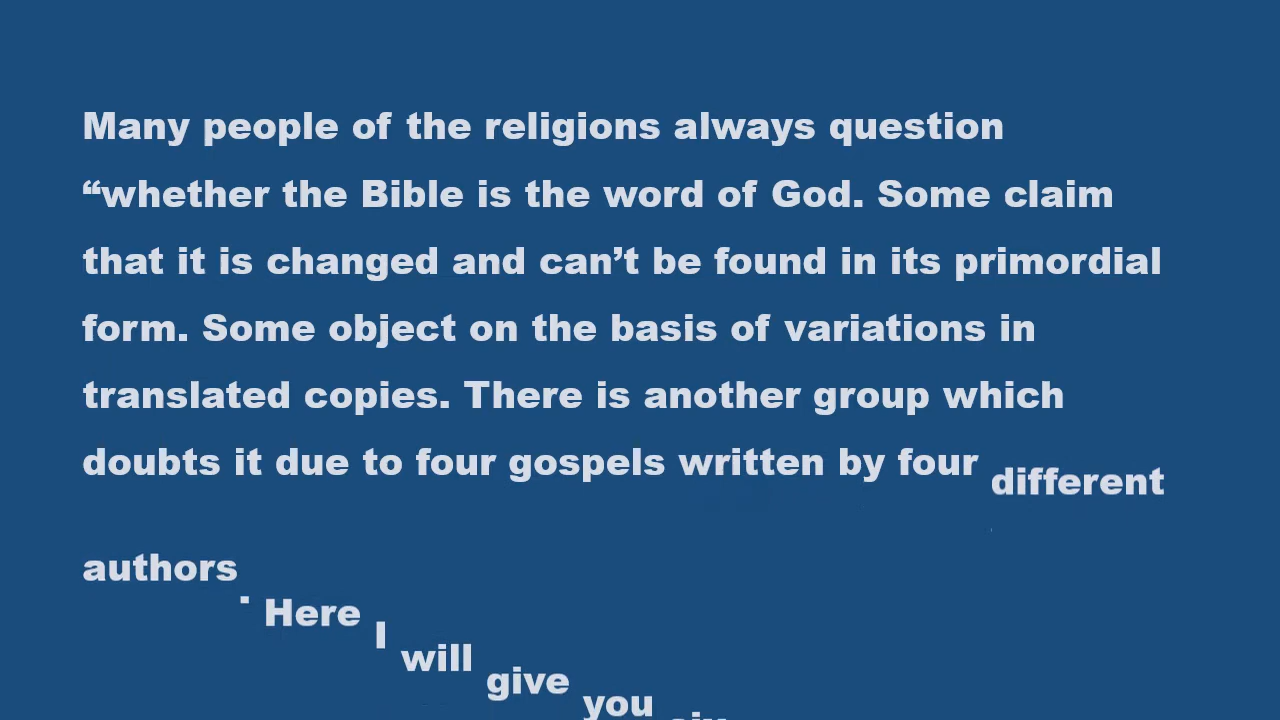 Many people of the religions always question
“whether the Bible is the word of God. Some claim
that it is changed and can’t be found in its primordial
form. Some object on the basis of variations in
translated copies. There is another group which
doubts it due to four gospels written by four different
authors. Here I will give you